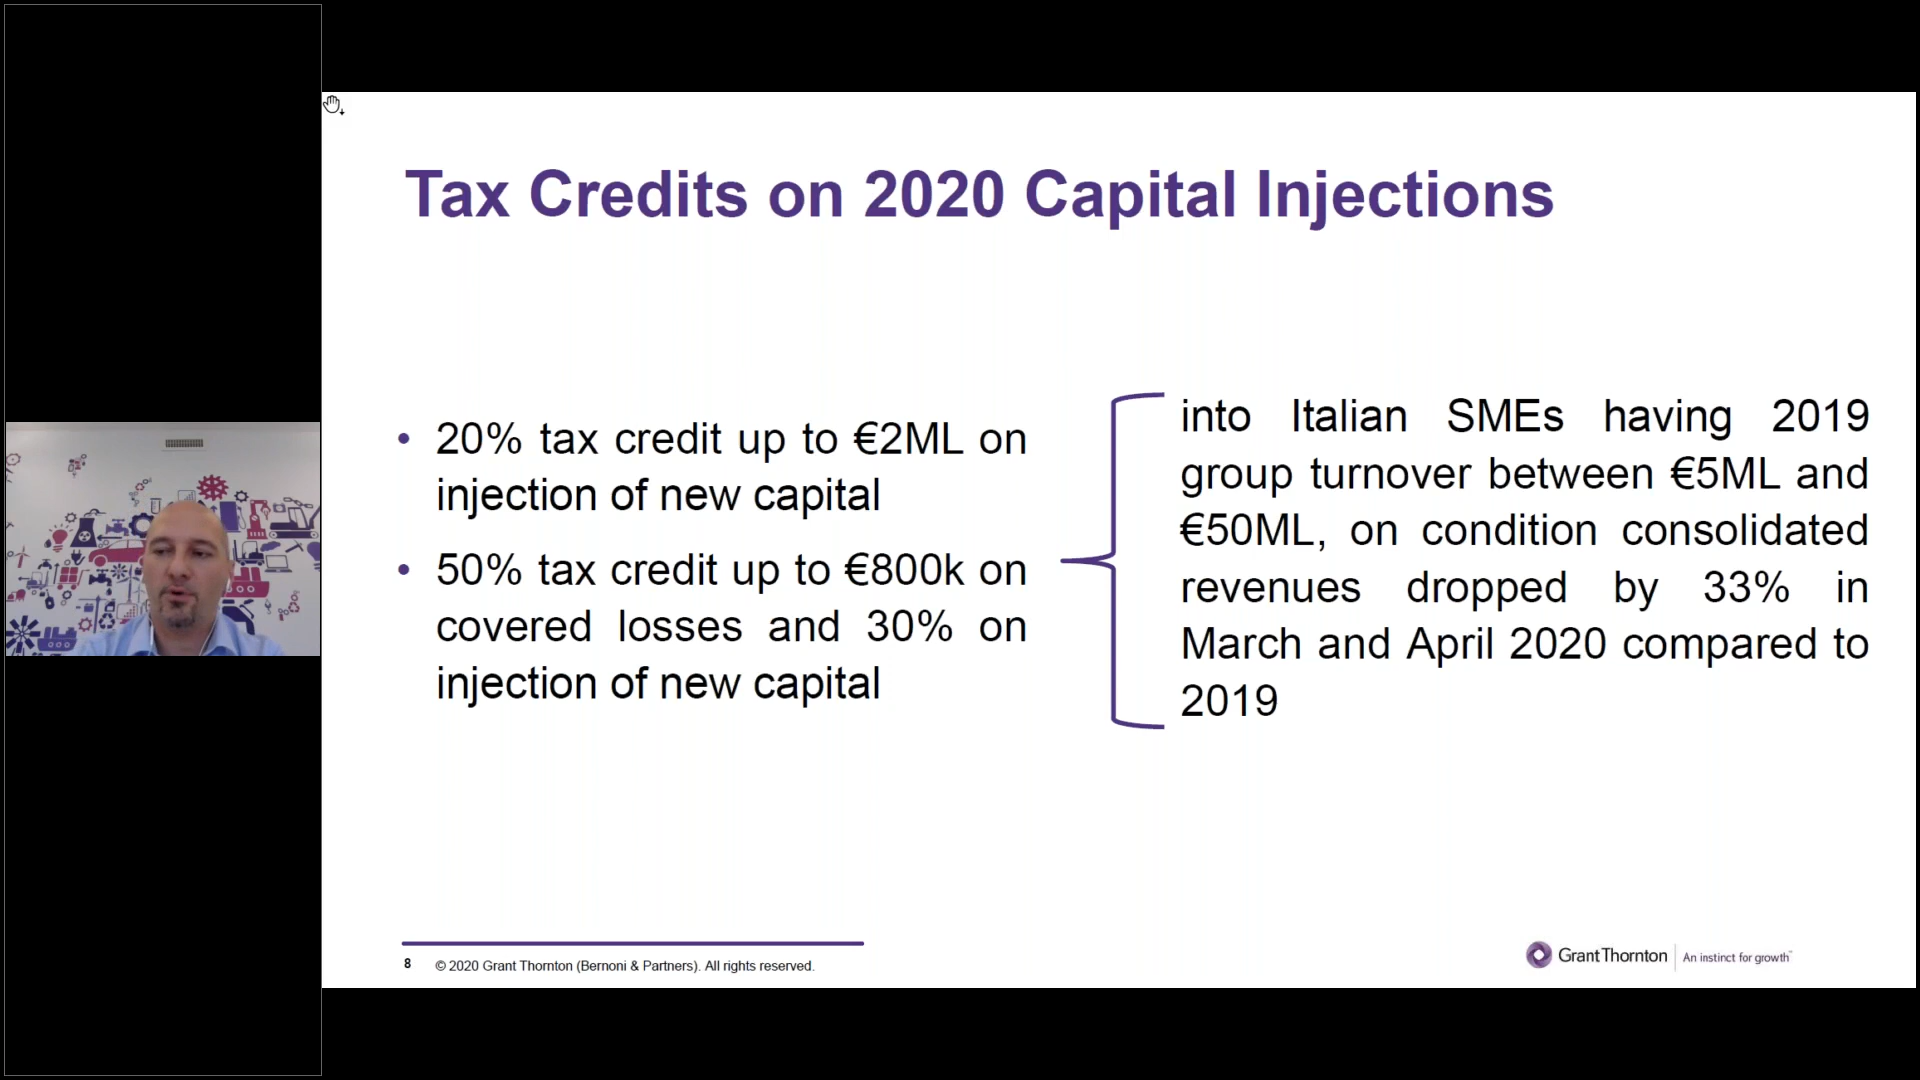 Tax Credits on 2020 Capital Injections
• 20% tax credit up to €2ML on
injection of new capital
• 50% tax credit up to €800k on
covered losses and 30% on
injection of new capital
into Italian SMEs having 2019
group turnover between €5ML and
€50ML, on condition consolidated
revenues dropped by 33% in
March and April 2020 compared to
2019
8 © 2020 Grant Thornton (Bernoni & Partners). All rights reserved.
Grant Thornton An instinct for growth™